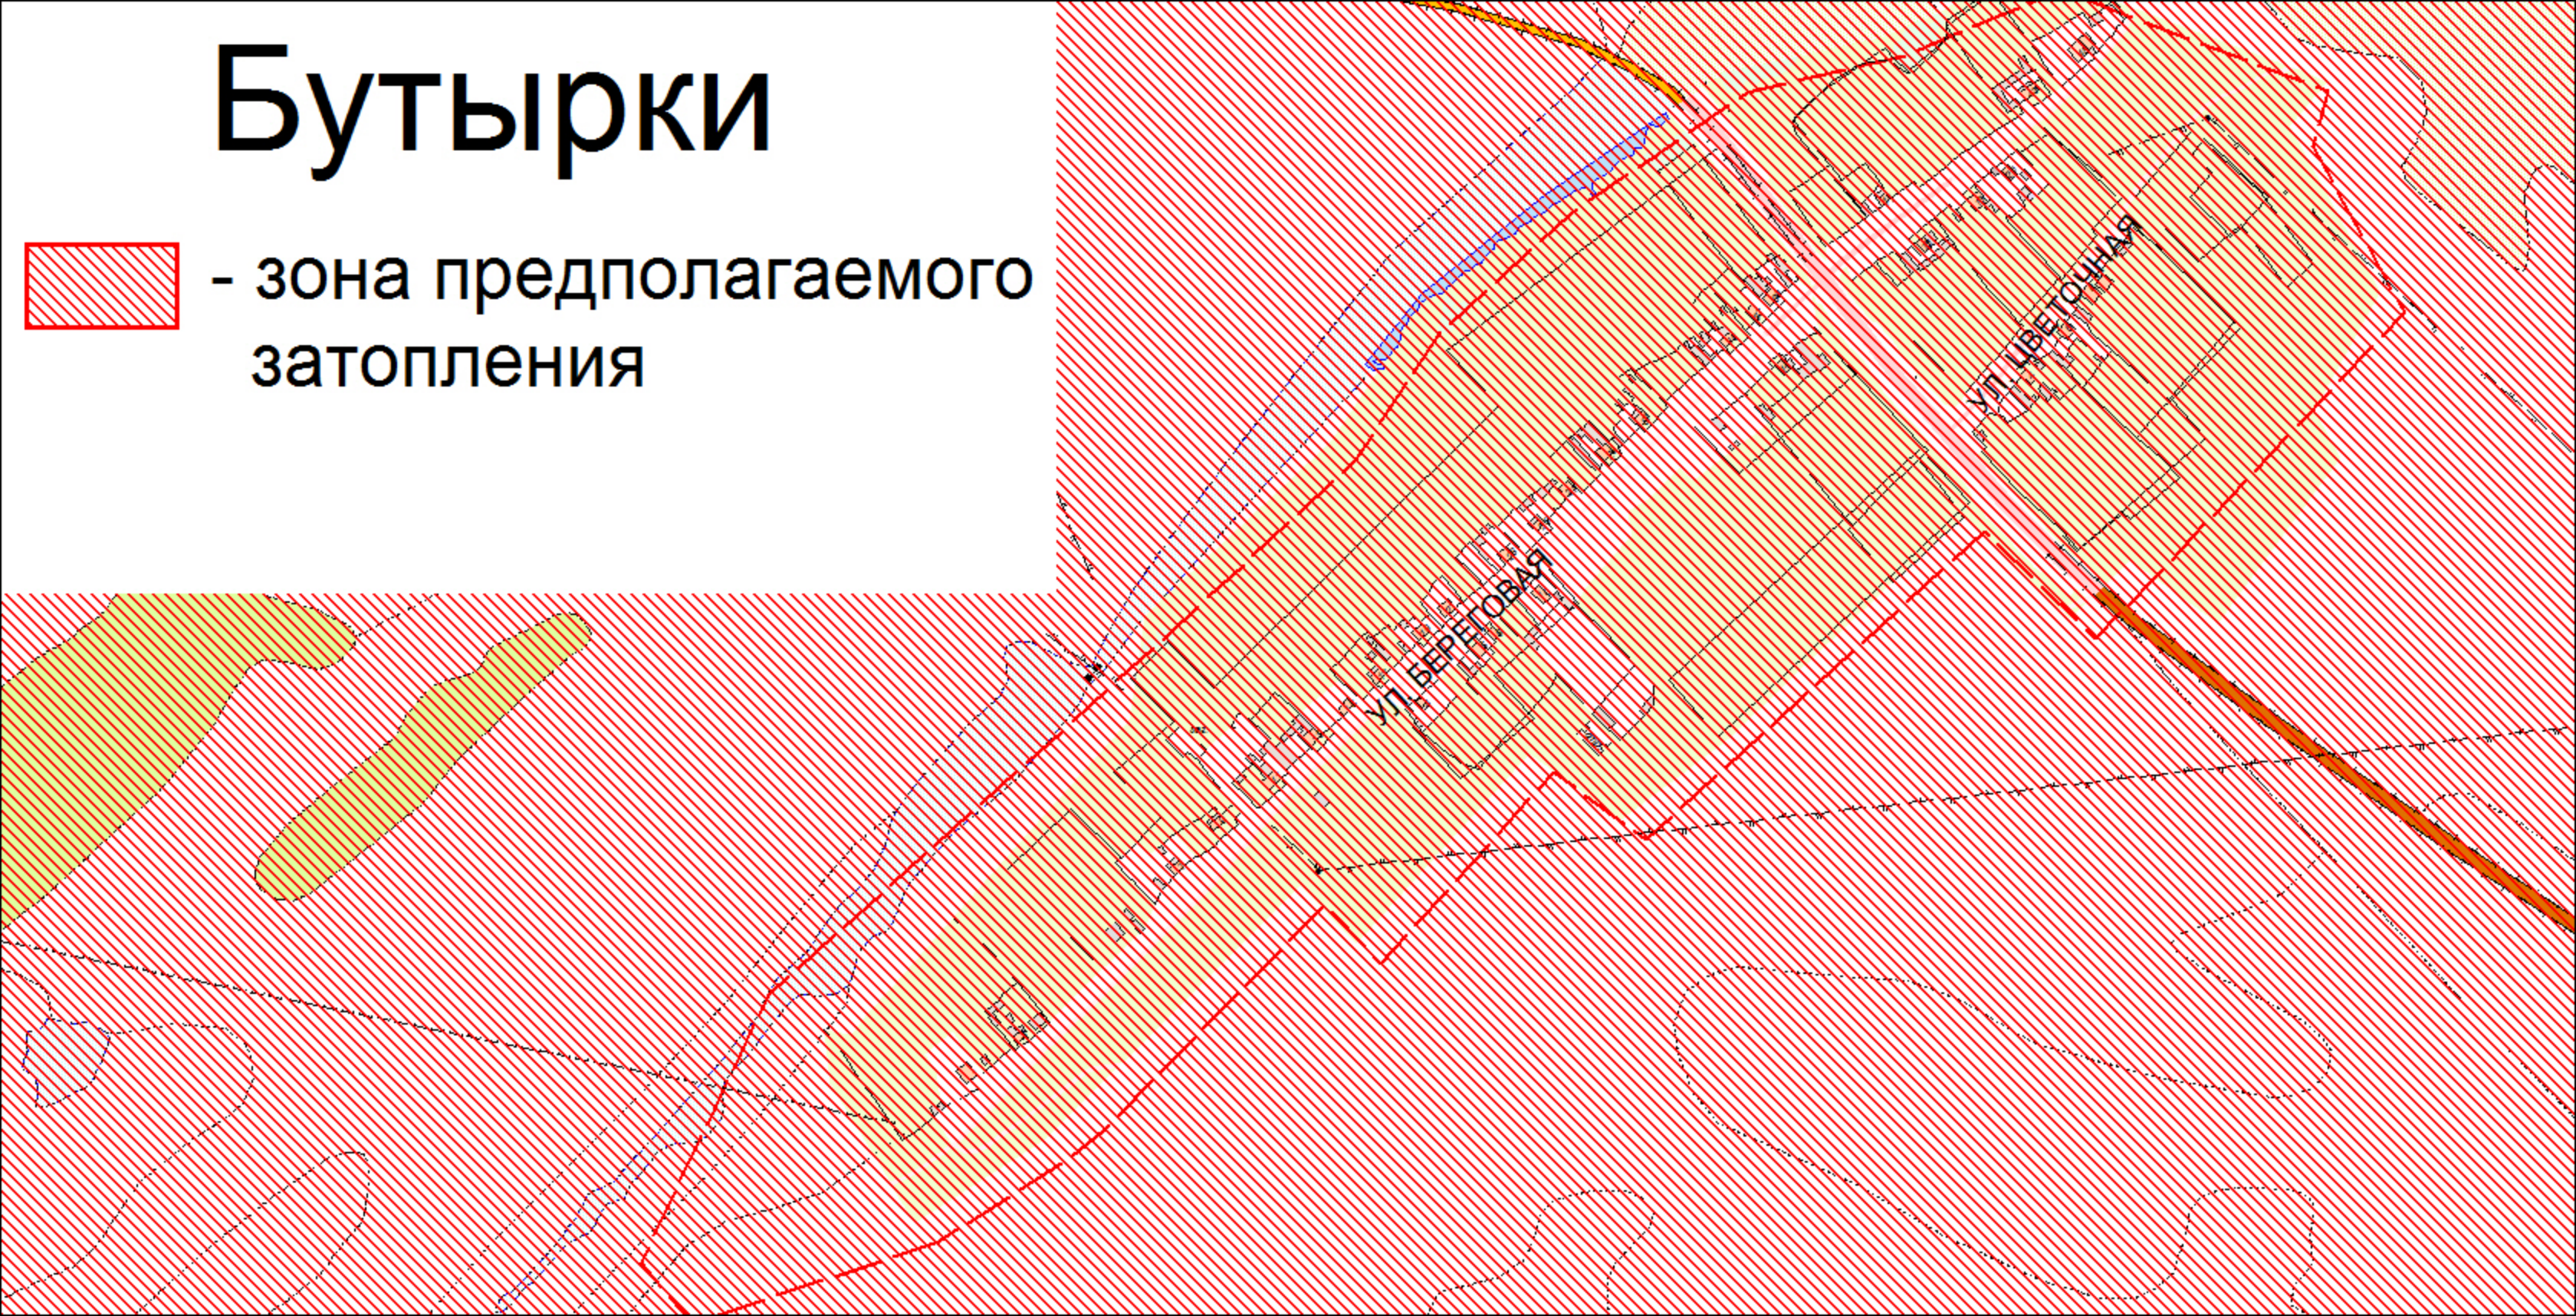 Бутырки
- зона предполагаемого
затопления
УЛ. ЦВЕТОЧНАЯ
УЛ. БЕРЕГОВАЯ